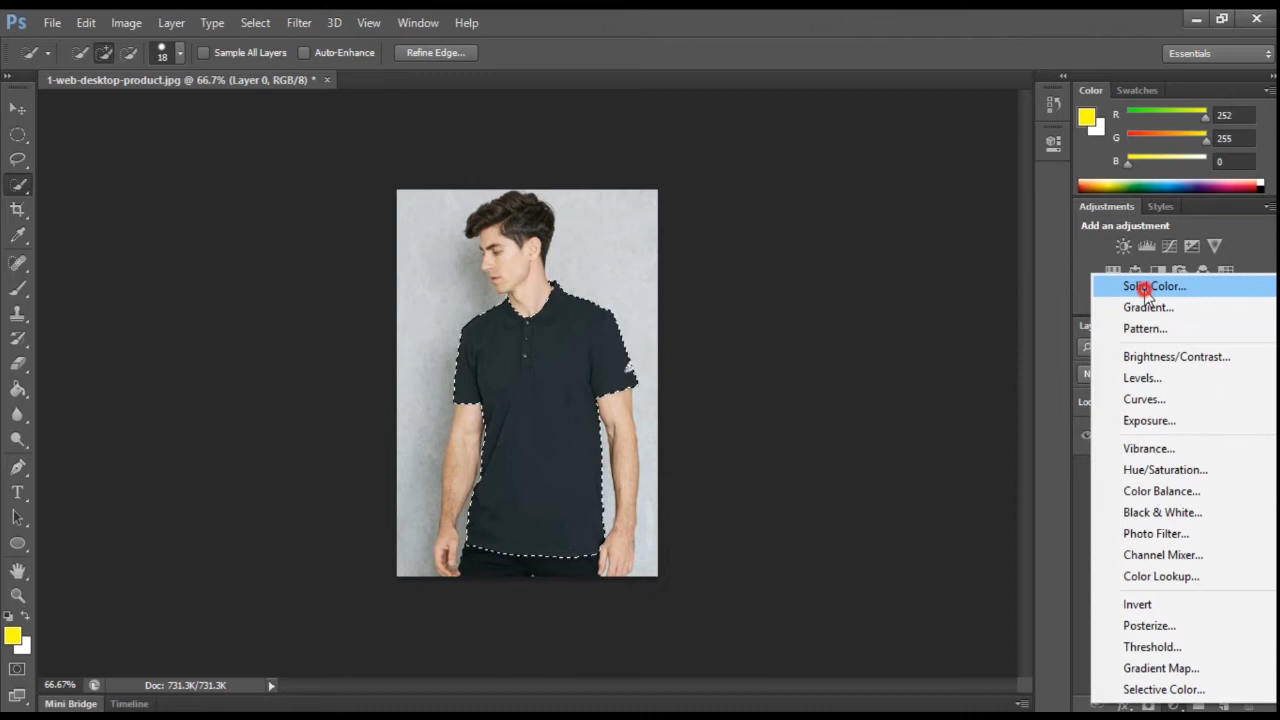 Ps File Edit Image Layer Type Select Filter 3D View Window Help
18 Sample All Layers Auto-Enhance Refine Edge... Essentials
1-web-desktop-product.jpg @ 66.7% (Layer 0, RGB/8) *
Color Swatches
R 252
G 255
B 0
Adjustments Styles
Add an adjustment
Solid Color...
Gradient...
Pattern...
Brightness/Contrast...
Levels...
Curves...
Exposure...
Vibrance...
Hue/Saturation...
Color Balance...
Black & White...
Photo Filter...
Channel Mixer...
Color Lookup...
Invert
Posterize...
Threshold...
Gradient Map...
Selective Color...
66.67% Doc: 731.3K/731.3K
Mini Bridge Timeline